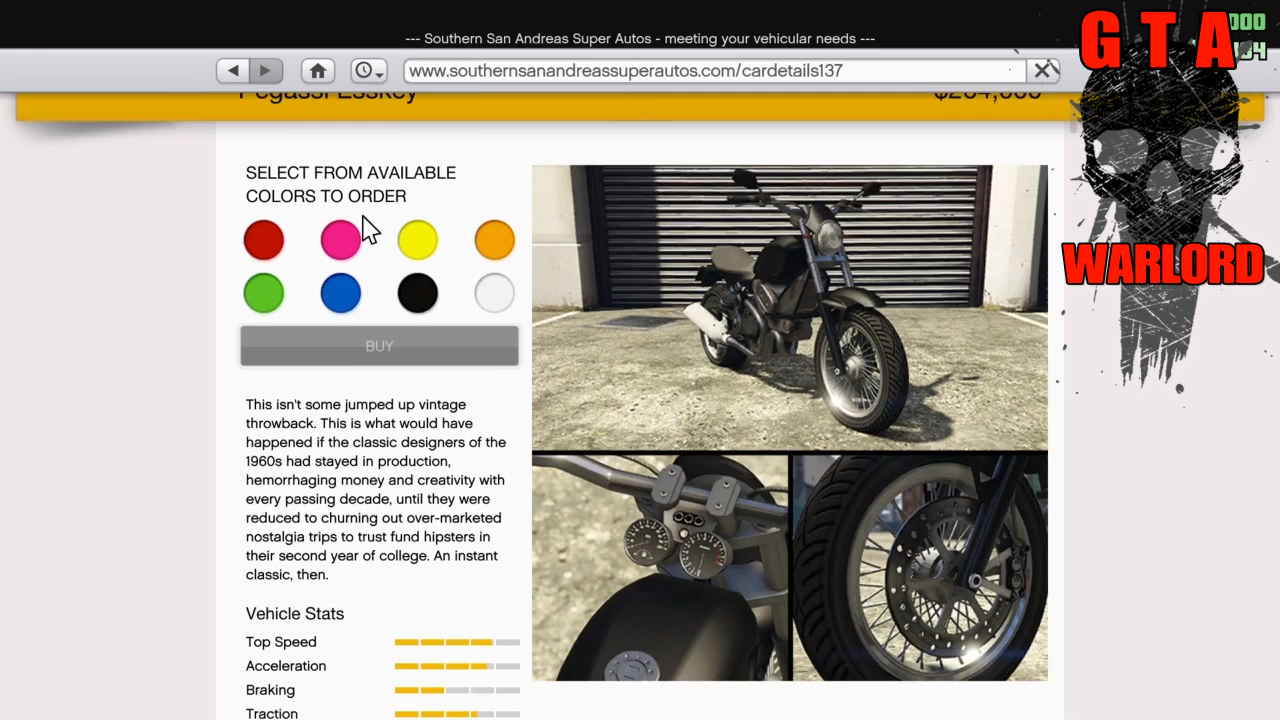 --- Southern San Andreas Super Autos - meeting your vehicular needs ---
www.southernsanandreassuperautos.com/cardetails137
Pegassi Esskey
GTA
WARLORD
SELECT FROM AVAILABLE
COLORS TO ORDER
BUY
This isn't some jumped up vintage
throwback. This is what would have
happened if the classic designers of the
1960s had stayed in production,
hemorrhaging money and creativity with
every passing decade, until they were
reduced to churning out over-marketed
nostalgia trips to trust fund hipsters in
their second year of college. An instant
classic, then.
Vehicle Stats
Top Speed
Acceleration
Braking
Traction